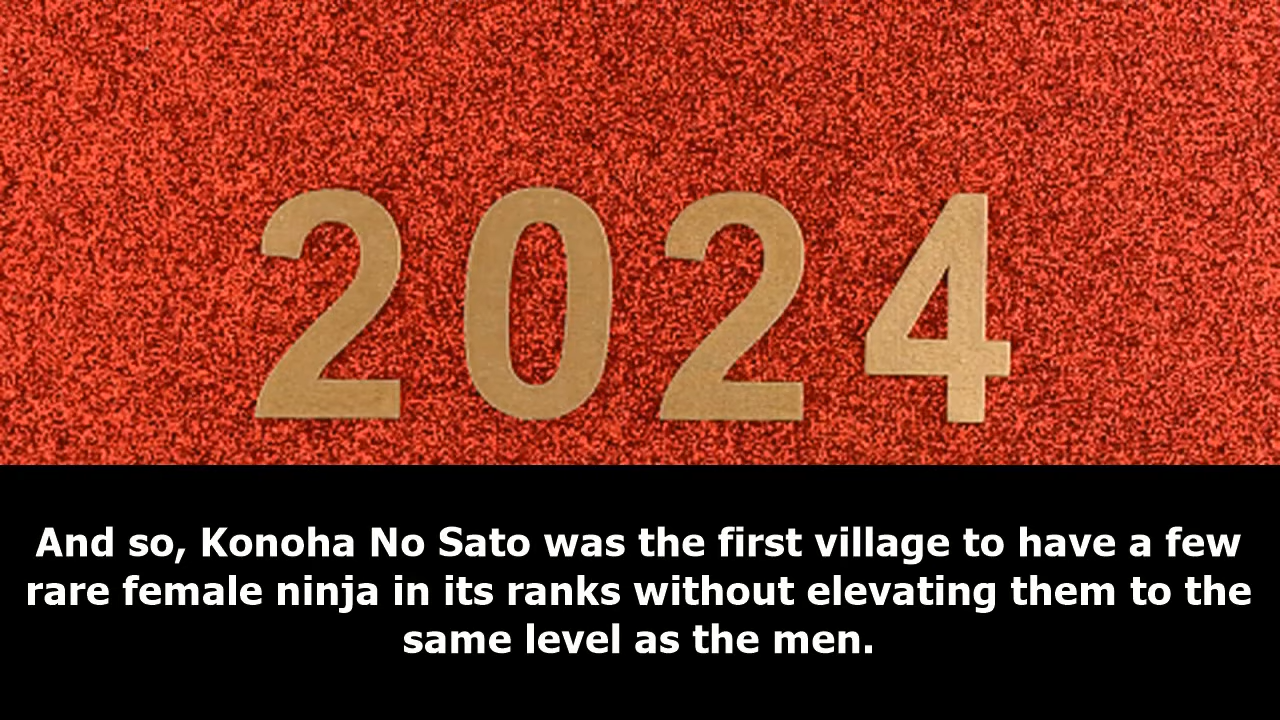 2024
And so, Konoha No Sato was the first village to have a few
rare female ninja in its ranks without elevating them to the
same level as the men.